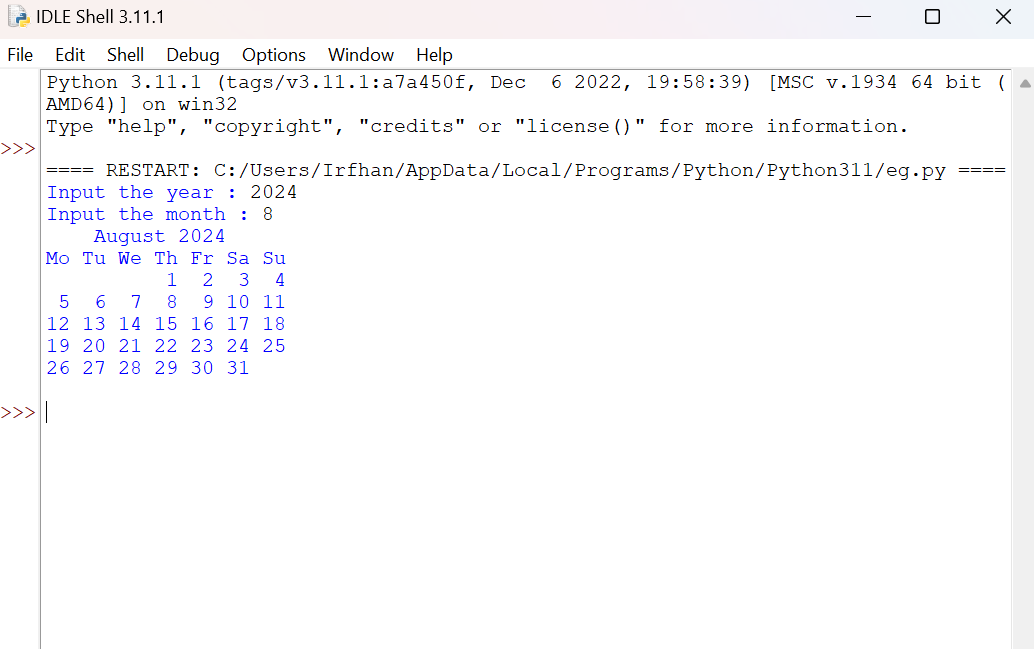 IDLE Shell 3.11.1
File Edit Shell Debug Options Window Help
Python 3.11.1 (tags/v3.11.1:a7a450f, Dec  6 2022, 19:58:39) [MSC v.1934 64 bit (
AMD64)] on win32
Type "help", "copyright", "credits" or "license()" for more information.
>>>
==== RESTART: C:/Users/Irfhan/AppData/Local/Programs/Python/Python311/eg.py ====
Input the year : 2024
Input the month : 8
    August 2024
Mo Tu We Th Fr Sa Su
          1  2  3  4
 5  6  7  8  9 10 11
12 13 14 15 16 17 18
19 20 21 22 23 24 25
26 27 28 29 30 31
>>>